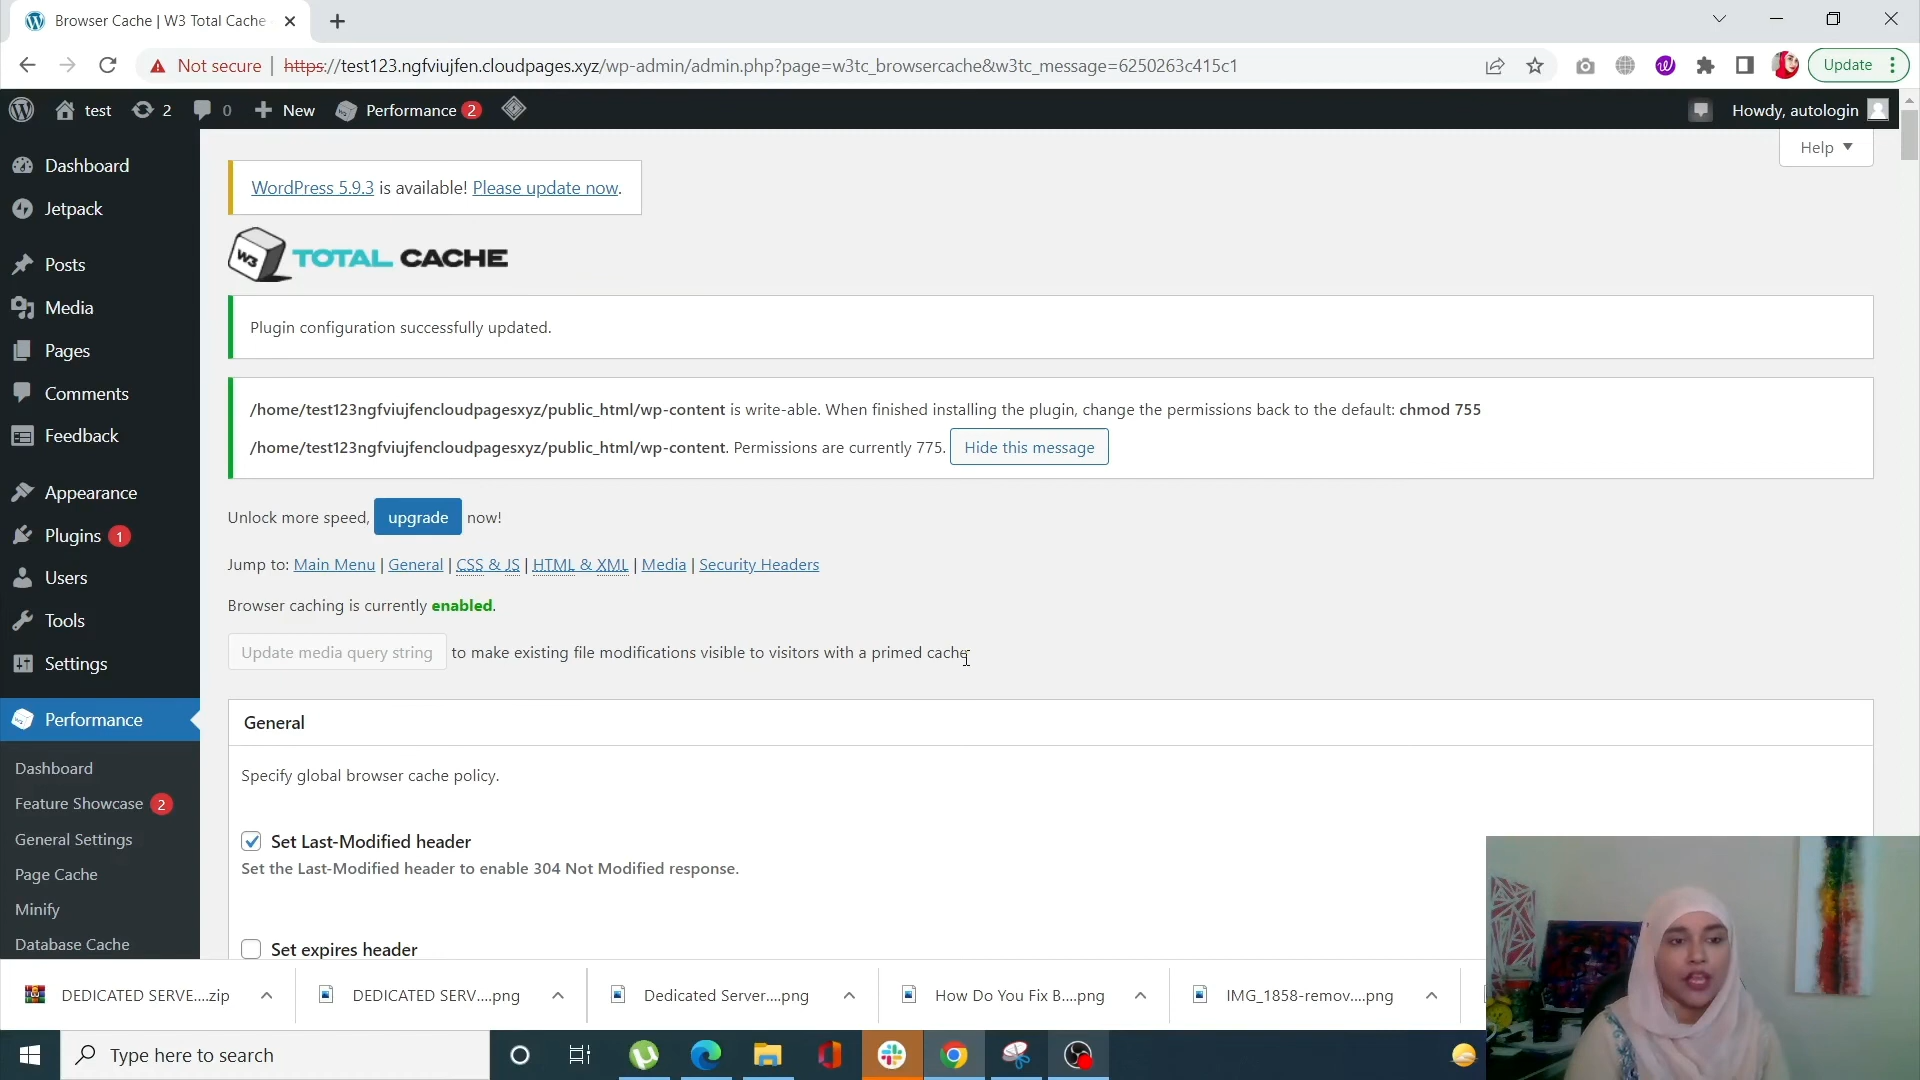 Browser Cache | W3 Total Cache
Not secure | https://test123.ngfviujfen.cloudpages.xyz/wp-admin/admin.php?page=w3tc_browsercache&w3tc_message=6250263c415c1
Update
test 2 0 New Performance 2
Howdy, autologin
Help
Dashboard
Jetpack
Posts
Media
Pages
Comments
Feedback
Appearance
Plugins 1
Users
Tools
Settings
Performance
Dashboard
Feature Showcase 2
General Settings
Page Cache
Minify
Database Cache
WordPress 5.9.3 is available! Please update now.
W3 TOTAL CACHE
Plugin configuration successfully updated.
/home/test123ngfviujfencloudpagesxyz/public_html/wp-content is write-able. When finished installing the plugin, change the permissions back to the default: chmod 755
/home/test123ngfviujfencloudpagesxyz/public_html/wp-content. Permissions are currently 775. Hide this message
Unlock more speed, upgrade now!
Jump to: Main Menu | General | CSS & JS | HTML & XML | Media | Security Headers
Browser caching is currently enabled.
Update media query string to make existing file modifications visible to visitors with a primed cache
General
Specify global browser cache policy.
Set Last-Modified header
Set the Last-Modified header to enable 304 Not Modified response.
Set expires header
DEDICATED SERVE....zip
DEDICATED SERV....png
Dedicated Server....png
How Do You Fix B....png
IMG_1858-remov....png
Type here to search